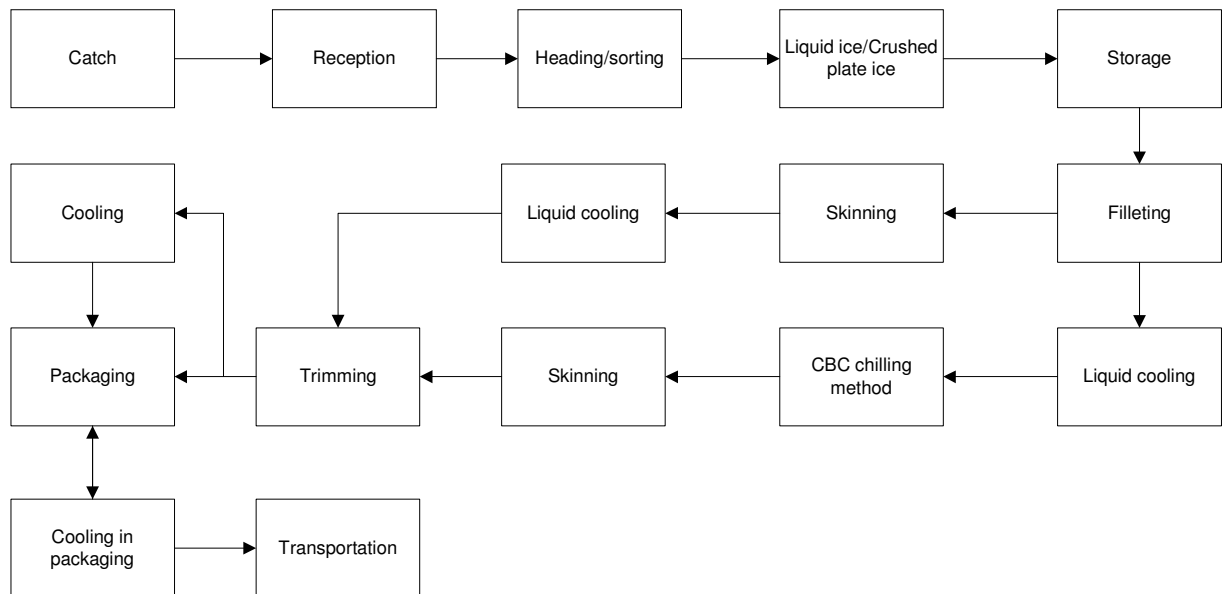 Catch
Reception
Heading/sorting
Liquid ice/Crushed
plate ice
Storage
Cooling
Liquid cooling
Skinning
Filleting
Packaging
Trimming
Skinning
CBC chilling
method
Liquid cooling
Cooling in
packaging
Transportation